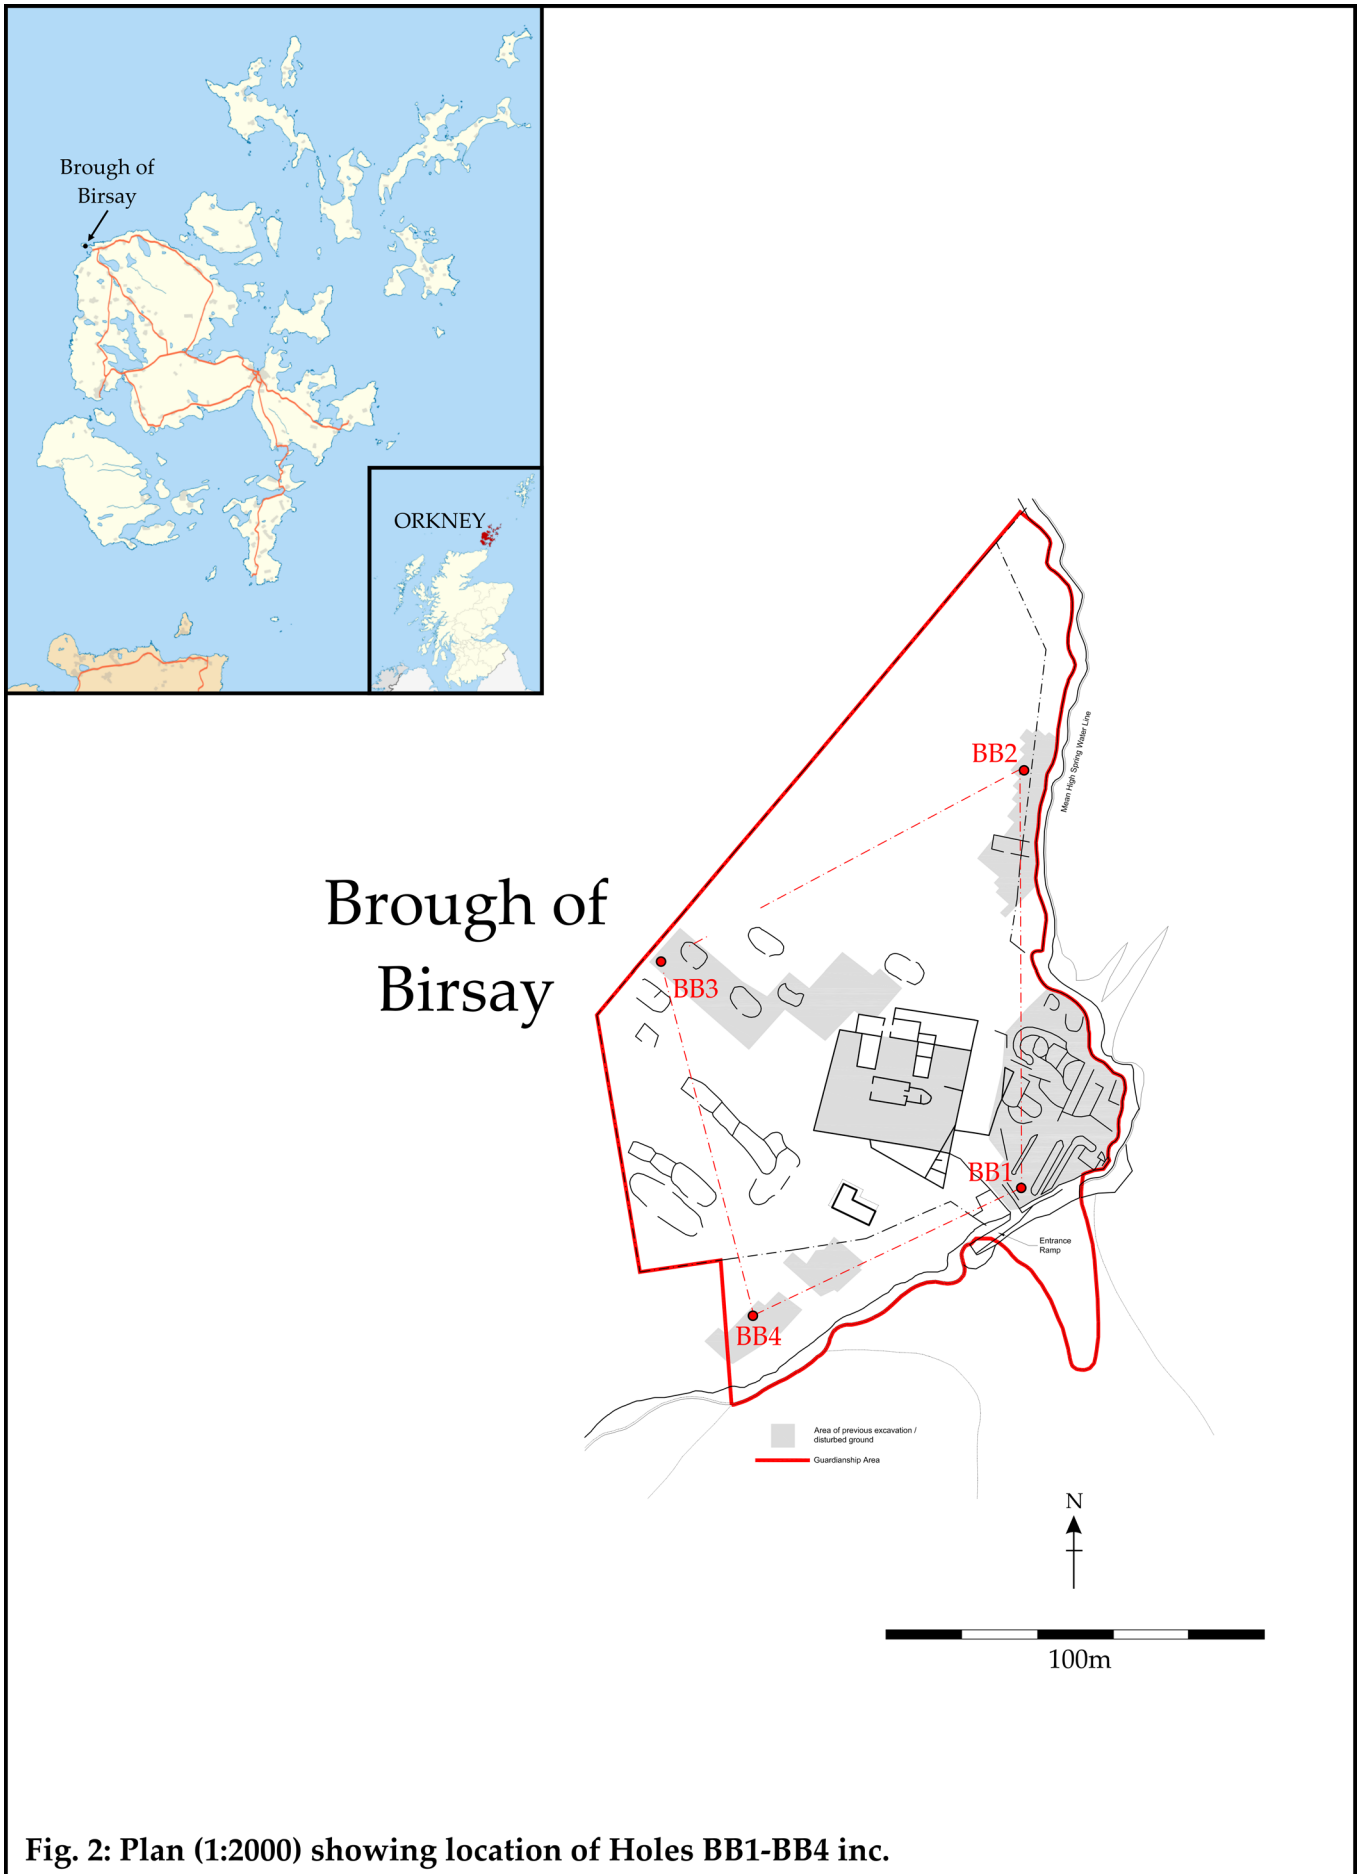 Brough of
Birsay
ORKNEY
BB2
Mean High Spring Water Line
Brough of
Birsay
BB3
BB1
Entrance
Ramp
BB4
Area of previous excavation /
disturbed ground
Guardianship Area
N
100m
Fig. 2: Plan (1:2000) showing location of Holes BB1-BB4 inc.